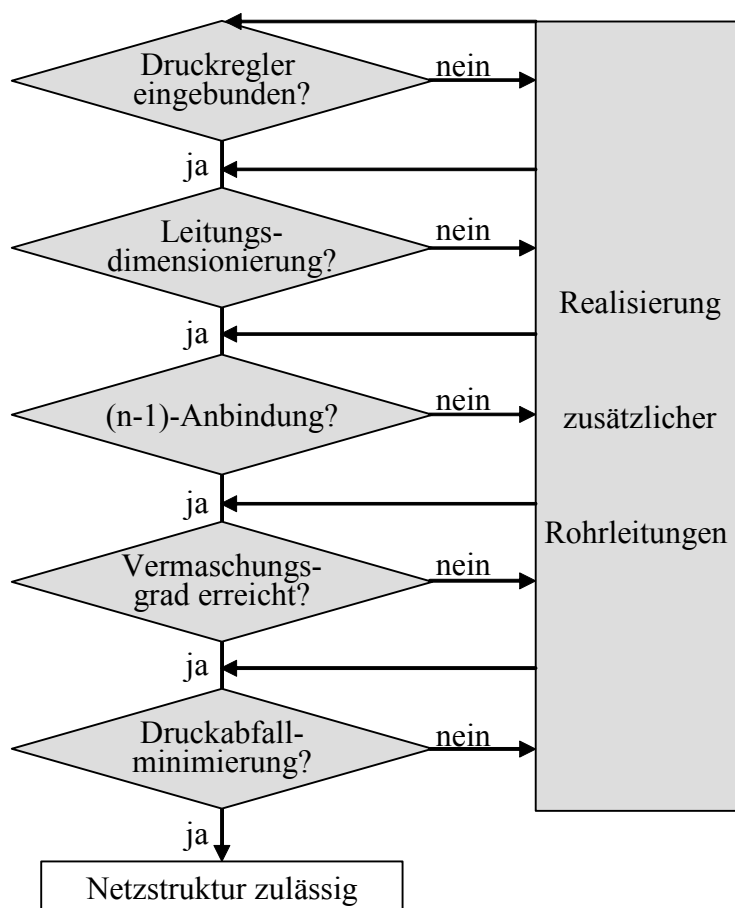 Druckregler
eingebunden?
nein
ja
Leitungs-
dimensionierung?
nein
ja
(n-1)-Anbindung?
nein
ja
Vermaschungs-
grad erreicht?
nein
ja
Druckabfall-
minimierung?
nein
ja
Netzstruktur zulässig
Realisierung
zusätzlicher
Rohrleitungen